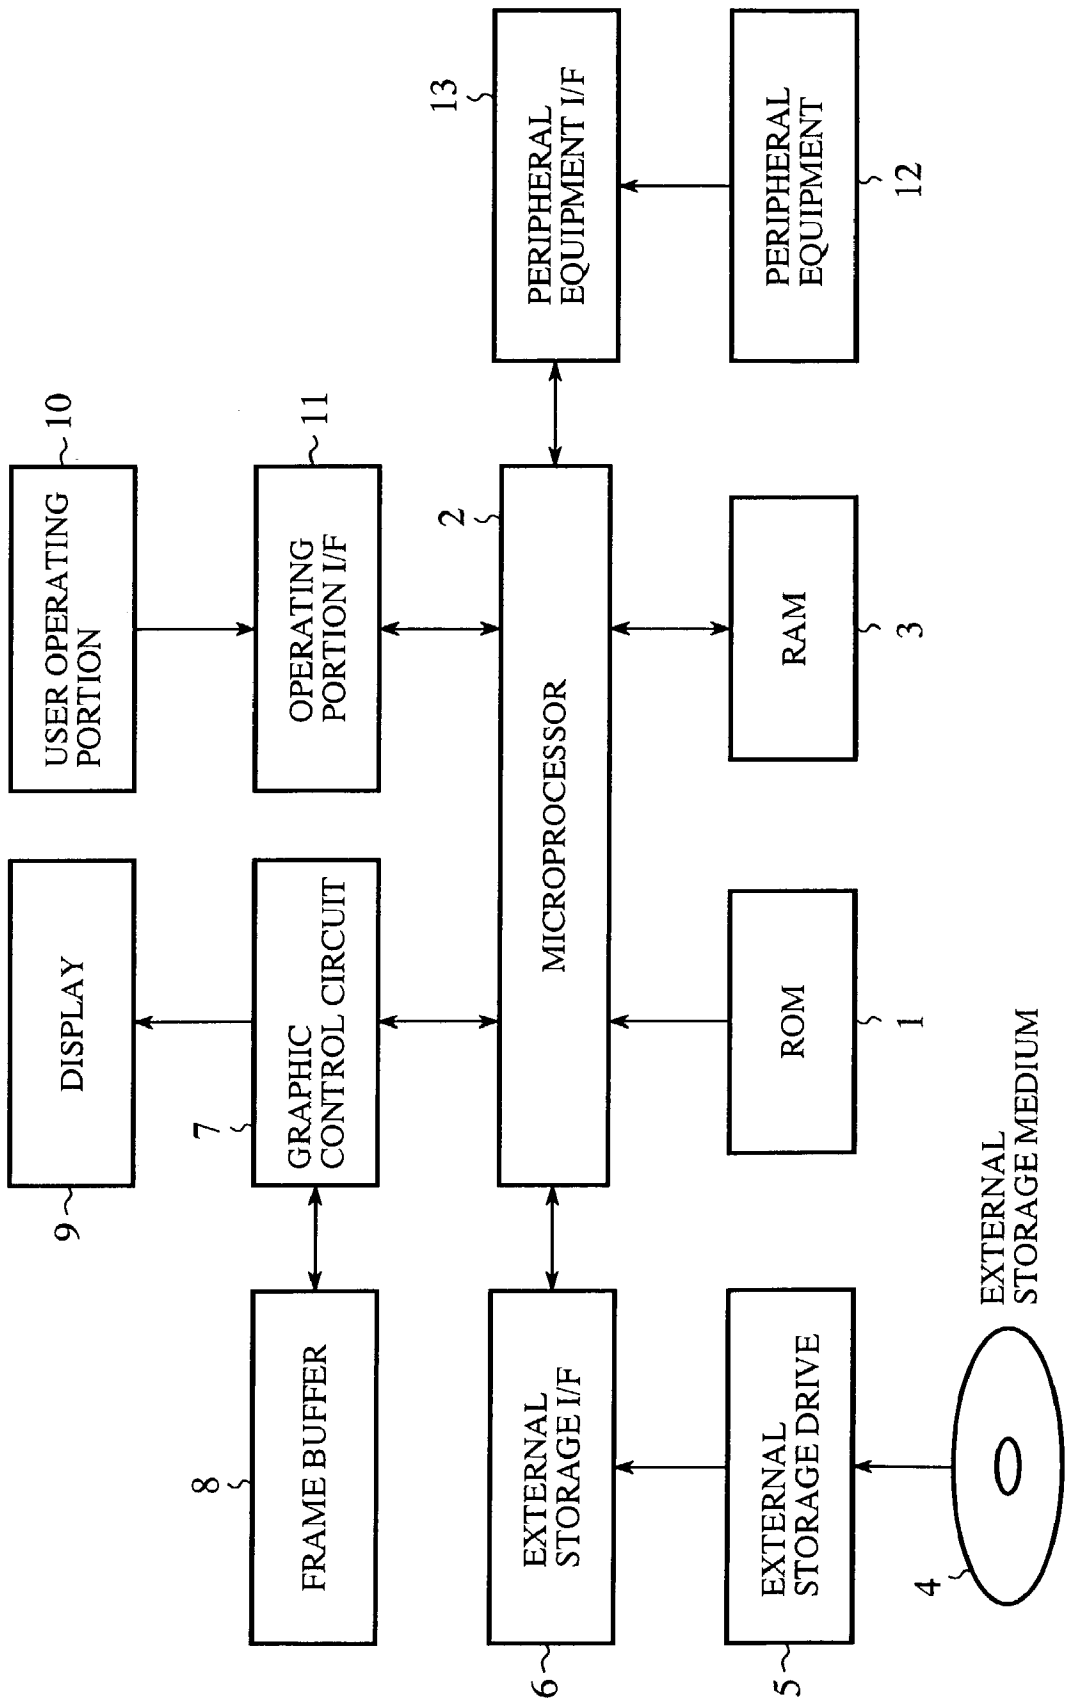 9
DISPLAY
USER OPERATING
PORTION
10
8
FRAME BUFFER
7
GRAPHIC
CONTROL CIRCUIT
OPERATING
PORTION I/F
11
6
EXTERNAL
STORAGE I/F
MICROPROCESSOR
2
13
PERIPHERAL
EQUIPMENT I/F
5
EXTERNAL
STORAGE DRIVE
ROM
1
RAM
3
PERIPHERAL
EQUIPMENT
12
4
EXTERNAL
STORAGE MEDIUM